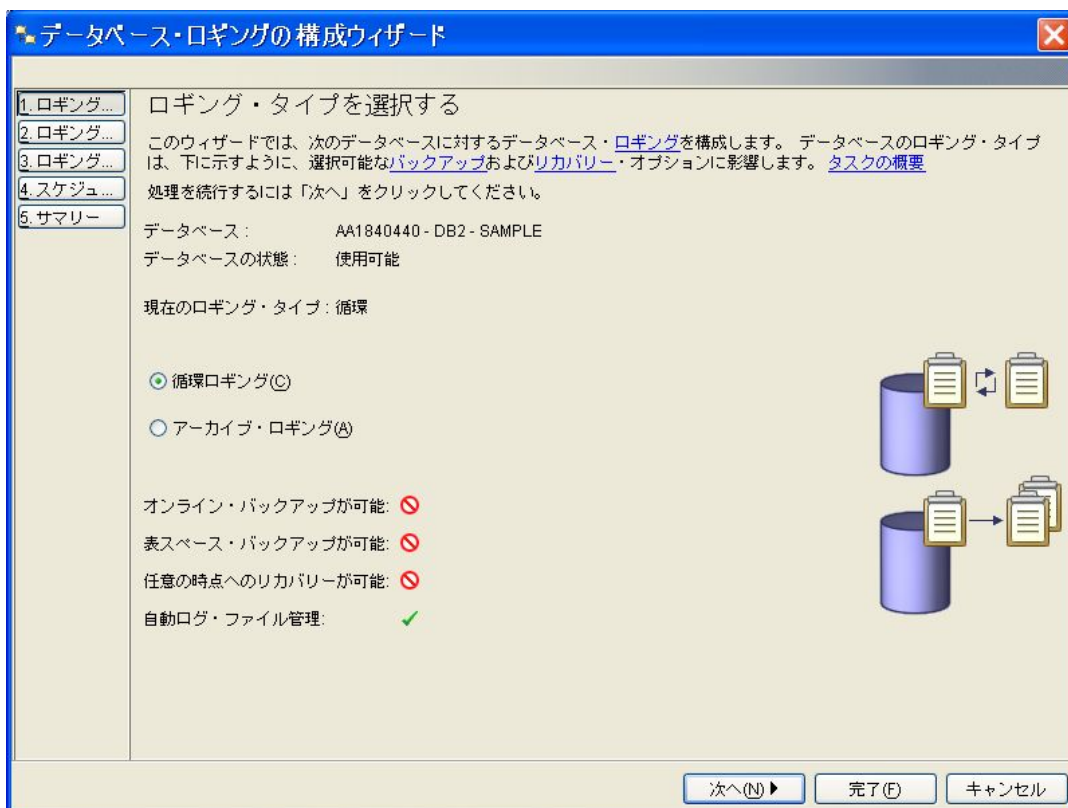 データベース・ロギングの構成ウィザード
1.ロギング...
2.ロギング...
3.ロギング...
4.スケジュ...
5.サマリー
ロギング・タイプを選択する
このウィザードでは、次のデータベースに対するデータベース・ロギングを構成します。 データベースのロギング・タイプ
は、下に示すように、選択可能なバックアップおよびリカバリー・オプションに影響します。 タスクの概要
処理を続行するには「次へ」をクリックしてください。
データベース : AA1840440 - DB2 - SAMPLE
データベースの状態 : 使用可能
現在のロギング・タイプ : 循環
循環ロギング(C)
アーカイブ・ロギング(A)
オンライン・バックアップが可能:
表スペース・バックアップが可能:
任意の時点へのリカバリーが可能:
自動ログ・ファイル管理:
次へ(N) 完了(F) キャンセル